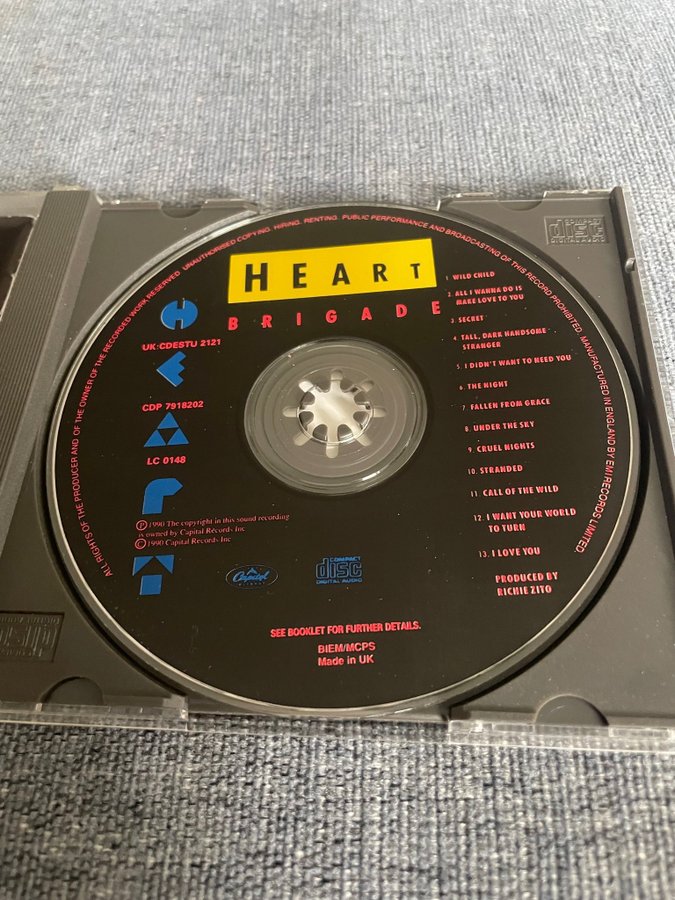 ALL RIGHTS OF THE PRODUCER AND OF THE OWNER OF THE RECORDED WORK RESERVED. UNAUTHORISED COPYING. HIRING. RENTING. PUBLIC PERFORMANCE AND BROADCASTING OF THIS RECORD PROHIBITED. MANUFACTURED IN ENGLAND BY EMI RECORDS LIMITED.
COMPACT
disc
DIGITAL AUDIO
HEART
BRIGADE
UK:CDESTU 2121
CDP 7918202
LC 0148
℗ 1990 The copyright in this sound recording
is owned by Capital Records Inc
© 1990 Capital Records Inc
1 WILD CHILD
2. ALL I WANNA DO IS
MAKE LOVE TO YOU
3. SECRET
4. TALL, DARK HANDSOME
STRANGER
5. I DIDN'T WANT TO NEED YOU
6. THE NIGHT
7 FALLEN FROM GRACE
8. UNDER THE SKY
9. CRUEL NIGHTS
10. STRANDED
11. CALL OF THE WILD
12. I WANT YOUR WORLD
TO TURN
13. I LOVE YOU
PRODUCED BY
RICHIE ZITO
Capitol
COMPACT
disc
DIGITAL AUDIO
SEE BOOKLET FOR FURTHER DETAILS.
BIEM/MCPS
Made in UK